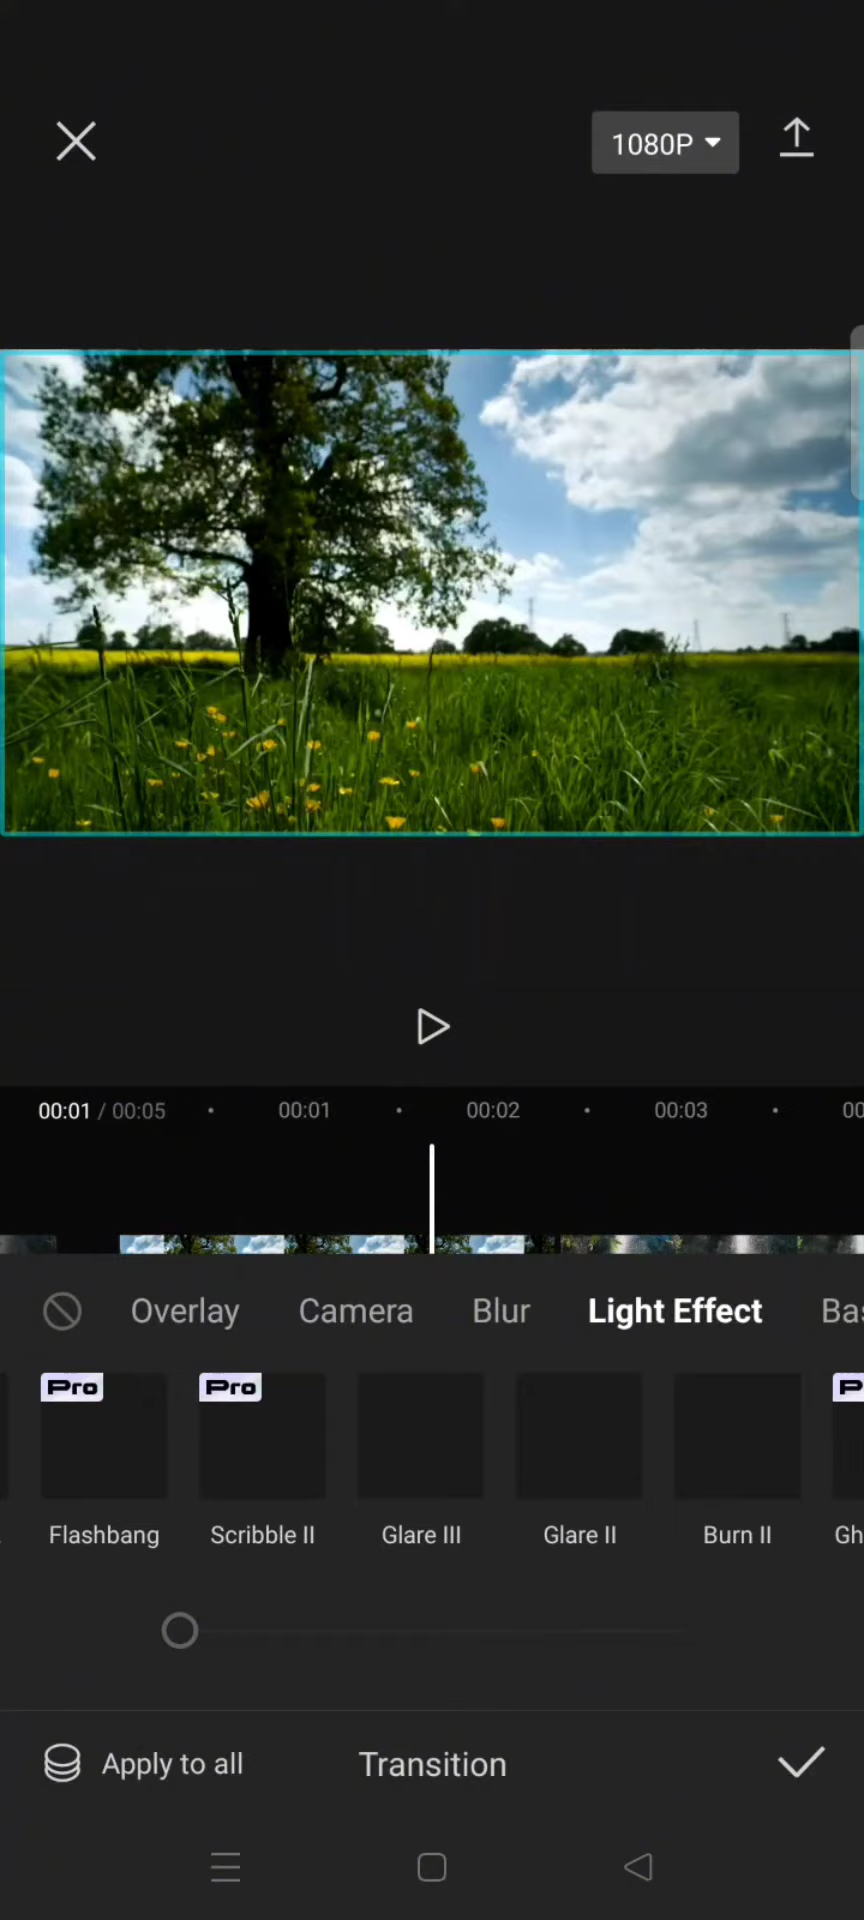 1080P
00:01 / 00:05 00:01 00:02 00:03
Overlay Camera Blur Light Effect
Pro Pro
Flashbang Scribble II Glare III Glare II Burn II
Apply to all Transition